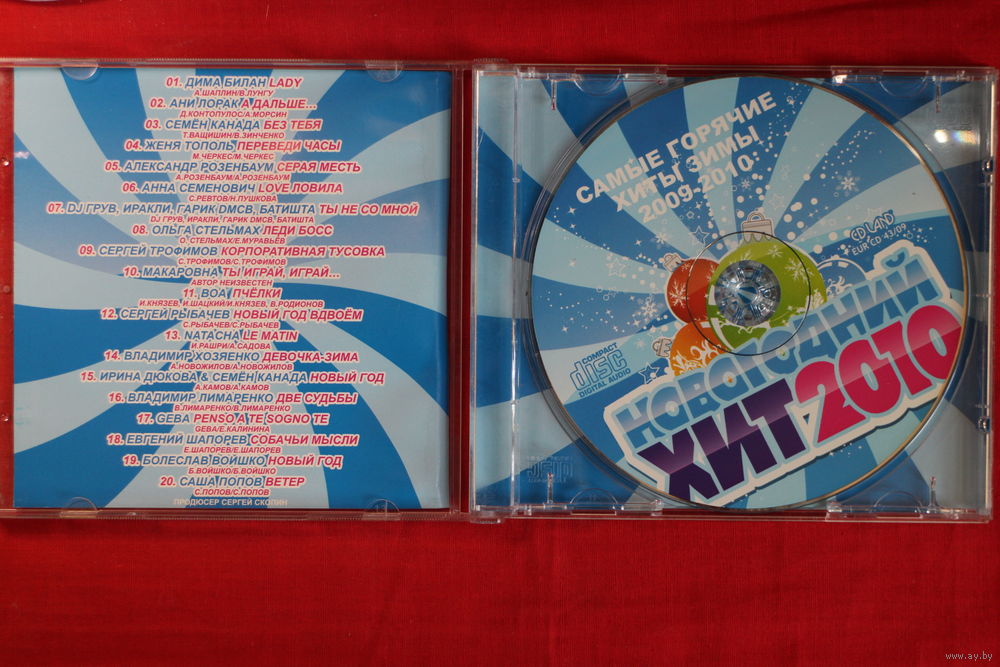 01. ДИМА БИЛАН LADY
А.ШАПЛИН/В.ЛУНГУ
02. АНИ ЛОРАК А ДАЛЬШЕ...
Д.КОНТОПУЛОС/А.МОРСИН
03. СЕМЁН КАНАДА БЕЗ ТЕБЯ
Т.ВАЩИШИН/В.ЗИНЧЕНКО
04. ЖЕНЯ ТОПОЛЬ ПЕРЕВЕДИ ЧАСЫ
М.ЧЕРКЕС/М.ЧЕРКЕС
05. АЛЕКСАНДР РОЗЕНБАУМ СЕРАЯ МЕСТЬ
А.РОЗЕНБАУМ/А.РОЗЕНБАУМ
06. АННА СЕМЕНОВИЧ LOVE ЛОВИЛА
С.РЕВТОВ/Н.ПУШКОВА
07. DJ ГРУВ, ИРАКЛИ, ГАРИК DMCB, БАТИШТА ТЫ НЕ СО МНОЙ
DJ ГРУВ, ИРАКЛИ, ГАРИК DMCB, БАТИШТА
08. ОЛЬГА СТЕЛЬМАХ ЛЕДИ БОСС
О. СТЕЛЬМАХ/Е.МУРАВЬЁВ
09. СЕРГЕЙ ТРОФИМОВ КОРПОРАТИВНАЯ ТУСОВКА
С.ТРОФИМОВ/С.ТРОФИМОВ
10. МАКАРОВНА ТЫ ИГРАЙ, ИГРАЙ...
АВТОР НЕИЗВЕСТЕН
11. BOA ПЧЁЛКИ
И.КНЯЗЕВ, И.ШАЦКИЙ/И.КНЯЗЕВ, В.РОДИОНОВ
12. СЕРГЕЙ РЫБАЧЕВ НОВЫЙ ГОД ВДВОЁМ
С.РЫБАЧЕВ/С.РЫБАЧЕВ
13. NATACHA LE MATIN
И.РАШРИ/А.САДОВА
14. ВЛАДИМИР ХОЗЯЕНКО ДЕВОЧКА-ЗИМА
А.НОВОЖИЛОВ/А.НОВОЖИЛОВ
15. ИРИНА ДЮКОВА & СЕМЁН КАНАДА НОВЫЙ ГОД
А.КАМОВ/А.КАМОВ
16. ВЛАДИМИР ЛИМАРЕНКО ДВЕ СУДЬБЫ
В.ЛИМАРЕНКО/В.ЛИМАРЕНКО
17. GEBA PENSO A TE SOGNO TE
GEBA/Е.КАЛИНИНА
18. ЕВГЕНИЙ ШАПОРЕВ СОБАЧЬИ МЫСЛИ
Е.ШАПОРЕВ/Е.ШАПОРЕВ
19. БОЛЕСЛАВ ВОЙШКО НОВЫЙ ГОД
Б.ВОЙШКО/Б.ВОЙШКО
20. САША ПОПОВ ВЕТЕР
С.ПОПОВ/С.ПОПОВ
ПРОДЮСЕР СЕРГЕЙ СКОПИН
САМЫЕ ГОРЯЧИЕ
ХИТЫ ЗИМЫ
2009-2010
CD LAND
EUR CD 43/09
COMPACT
disc
DIGITAL AUDIO
НОВОГОДНИЙ
ХИТ 2010
www.ay.by